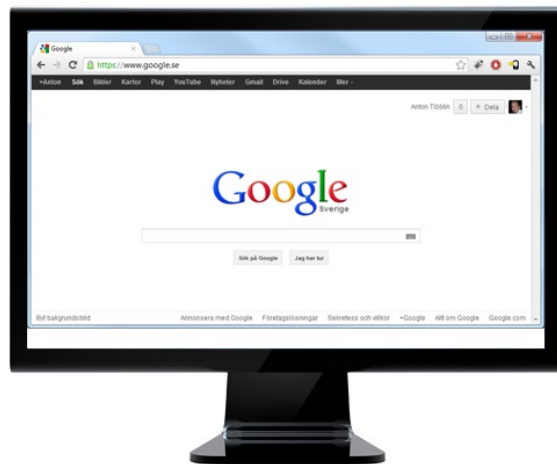 Google
https://www.google.se
+Anton Sök Bilder Kartor Play YouTube Nyheter Gmail Drive Kalender Mer
Anton Tibblin 0 + Dela
Google
Sverige
Sök på Google Jag har tur
Byt bakgrundsbild Annonsera med Google Företagslösningar Sekretess och villkor +Google Allt om Google Google.com